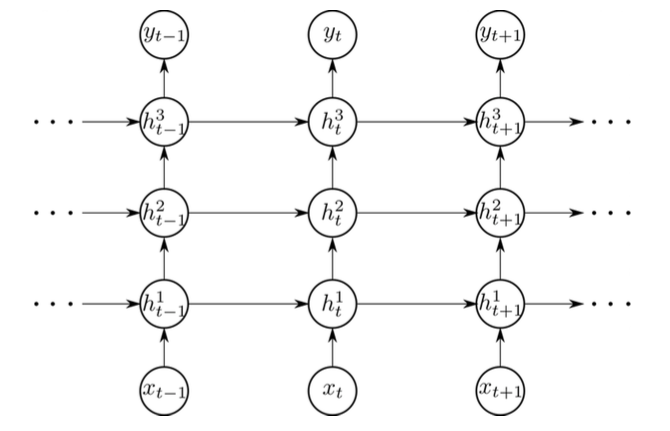 y_{t−1} y_t y_{t+1}
. . . h^3_{t−1} h^3_t h^3_{t+1} . . .
. . . h^2_{t−1} h^2_t h^2_{t+1} . . .
. . . h^1_{t−1} h^1_t h^1_{t+1} . . .
x_{t−1} x_t x_{t+1}